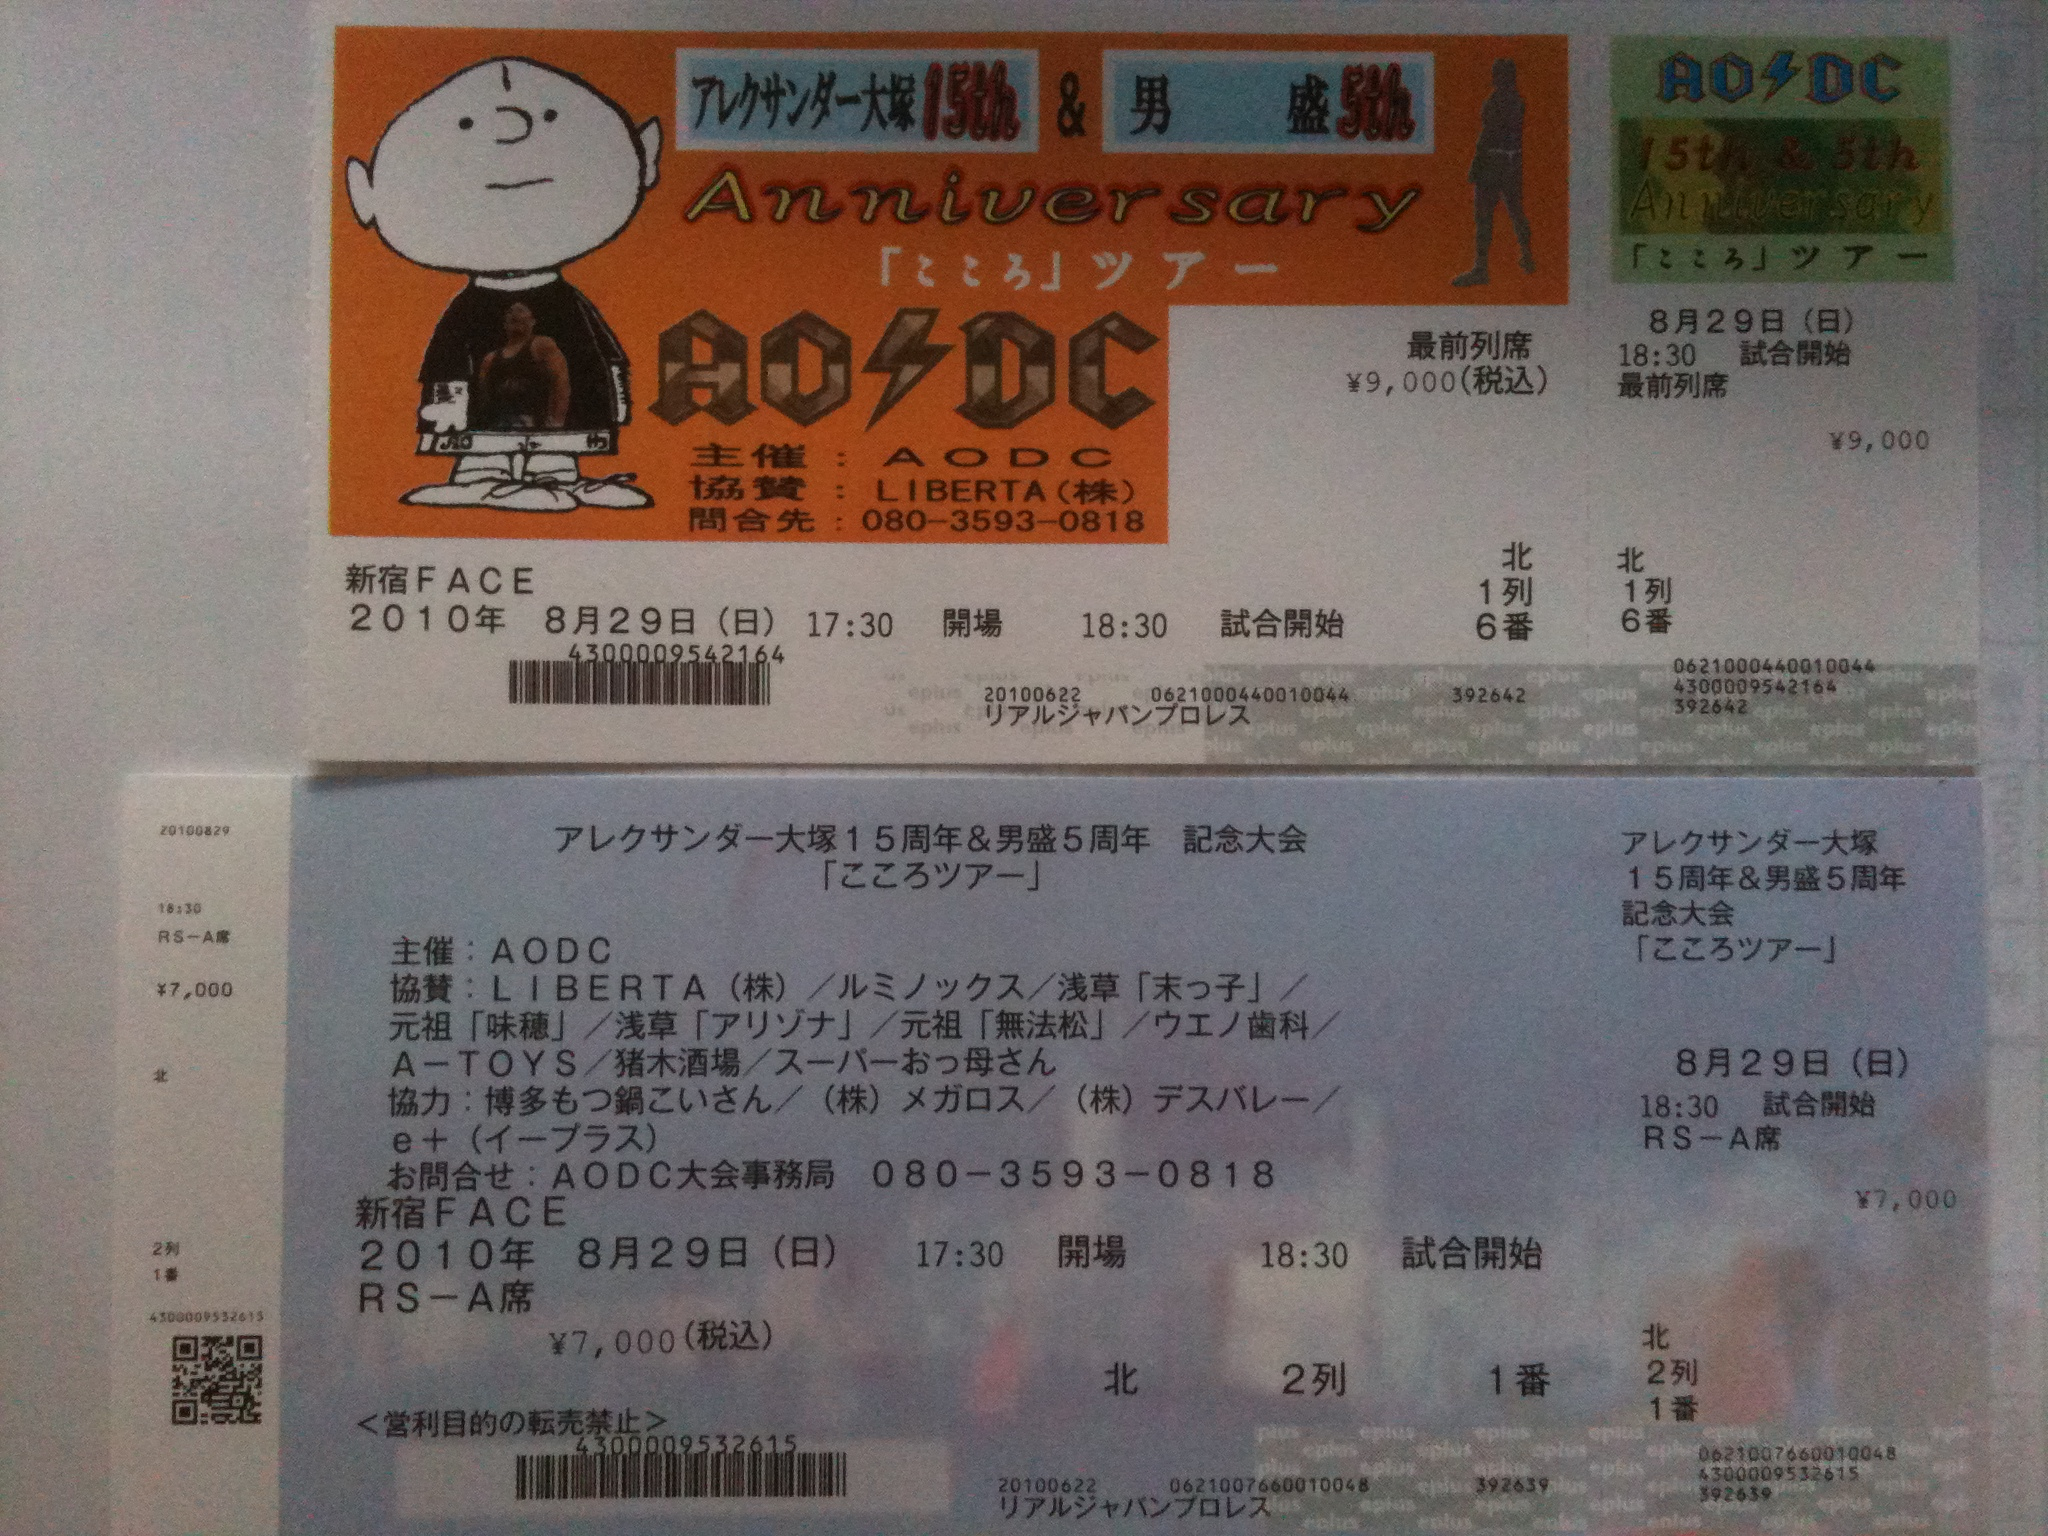 アレクサンダー大塚15th & 男 盛5th
Anniversary
「こころ」ツアー
AO⚡DC
主催：AODC
協賛：LIBERTA(株)
問合先：080-3593-0818
最前列席
¥9,000(税込)
新宿FACE
2010年 8月29日(日) 17:30 開場 18:30 試合開始
北
1列
6番
4300009542164
20100622 0621000440010044 392642
リアルジャパンプロレス
AO⚡DC
15th & 5th
Anniversary
「こころ」ツアー
8月29日(日)
18:30 試合開始
最前列席
¥9,000
北
1列
6番
0621000440010044
4300009542164
392642
eplus
20100829
18:30
RS-A席
¥7,000
北
2列
1番
4300009532615
アレクサンダー大塚15周年&男盛5周年 記念大会
「こころツアー」
主催：AODC
協賛：LIBERTA(株)／ルミノックス／浅草「末っ子」／
元祖「味穂」／浅草「アリゾナ」／元祖「無法松」／ウエノ歯科／
A-TOYS／猪木酒場／スーパーおっ母さん
協力：博多もつ鍋こいさん／(株)メガロス／(株)デスバレー／
e+(イープラス)
お問合せ：AODC大会事務局 080-3593-0818
新宿FACE
2010年 8月29日(日) 17:30 開場 18:30 試合開始
RS-A席
¥7,000(税込)
北 2列 1番
<営利目的の転売禁止>
4300009532615
20100622 0621007660010048 392639
リアルジャパンプロレス
アレクサンダー大塚
15周年&男盛5周年
記念大会
「こころツアー」
8月29日(日)
18:30 試合開始
RS-A席
¥7,000
北
2列
1番
0621007660010048
4300009532615
392639
eplus